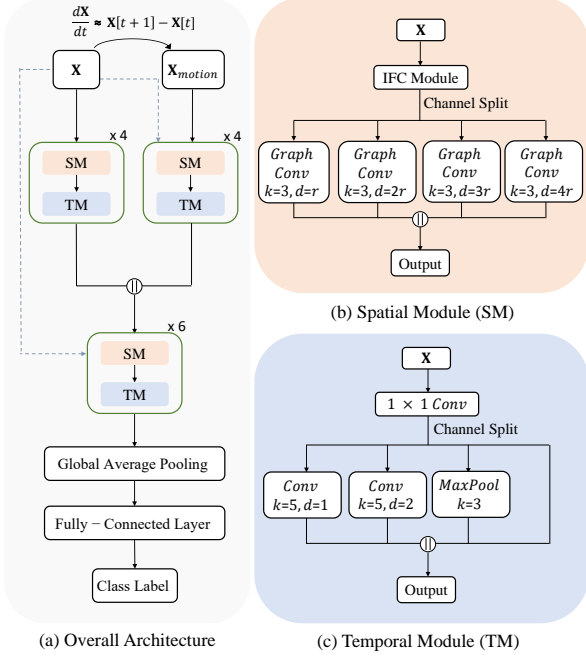 dX/dt ≈ X[t + 1] − X[t]
X
X_motion
x 4
x 4
SM
TM
SM
TM
||
x 6
SM
TM
Global Average Pooling
Fully − Connected Layer
Class Label
(a) Overall Architecture
X
IFC Module
Channel Split
Graph
Conv
k=3, d=r
Graph
Conv
k=3, d=2r
Graph
Conv
k=3, d=3r
Graph
Conv
k=3, d=4r
||
Output
(b) Spatial Module (SM)
X
1 × 1 Conv
Channel Split
Conv
k=5, d=1
Conv
k=5, d=2
MaxPool
k=3
||
Output
(c) Temporal Module (TM)